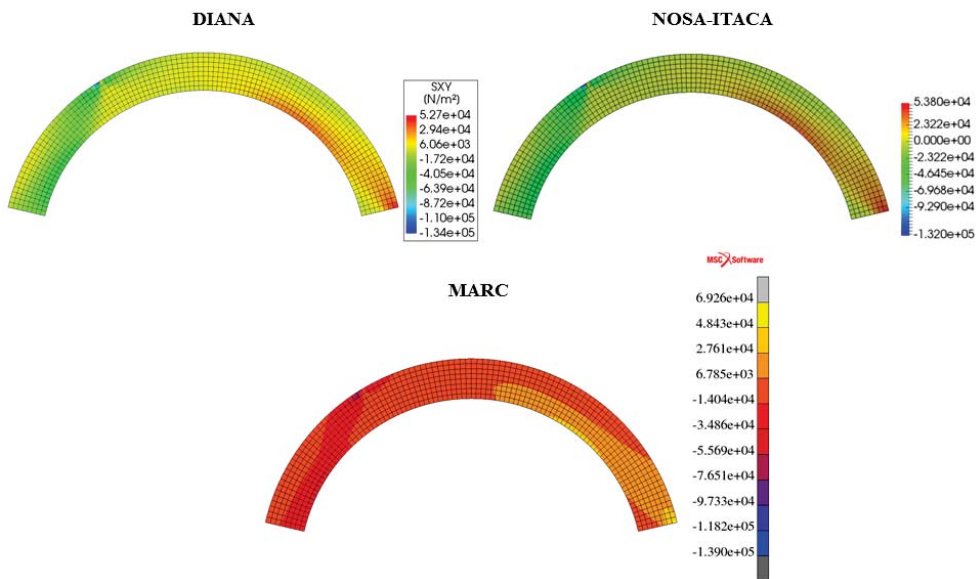 DIANA
SXY
(N/m²)
5.27e+04
2.94e+04
6.06e+03
-1.72e+04
-4.05e+04
-6.39e+04
-8.72e+04
-1.10e+05
-1.34e+05
NOSA-ITACA
5.380e+04
2.322e+04
0.000e+00
-2.322e+04
-4.645e+04
-6.968e+04
-9.290e+04
-1.320e+05
MARC
MSC Software
6.926e+04
4.843e+04
2.761e+04
6.785e+03
-1.404e+04
-3.486e+04
-5.569e+04
-7.651e+04
-9.733e+04
-1.182e+05
-1.390e+05